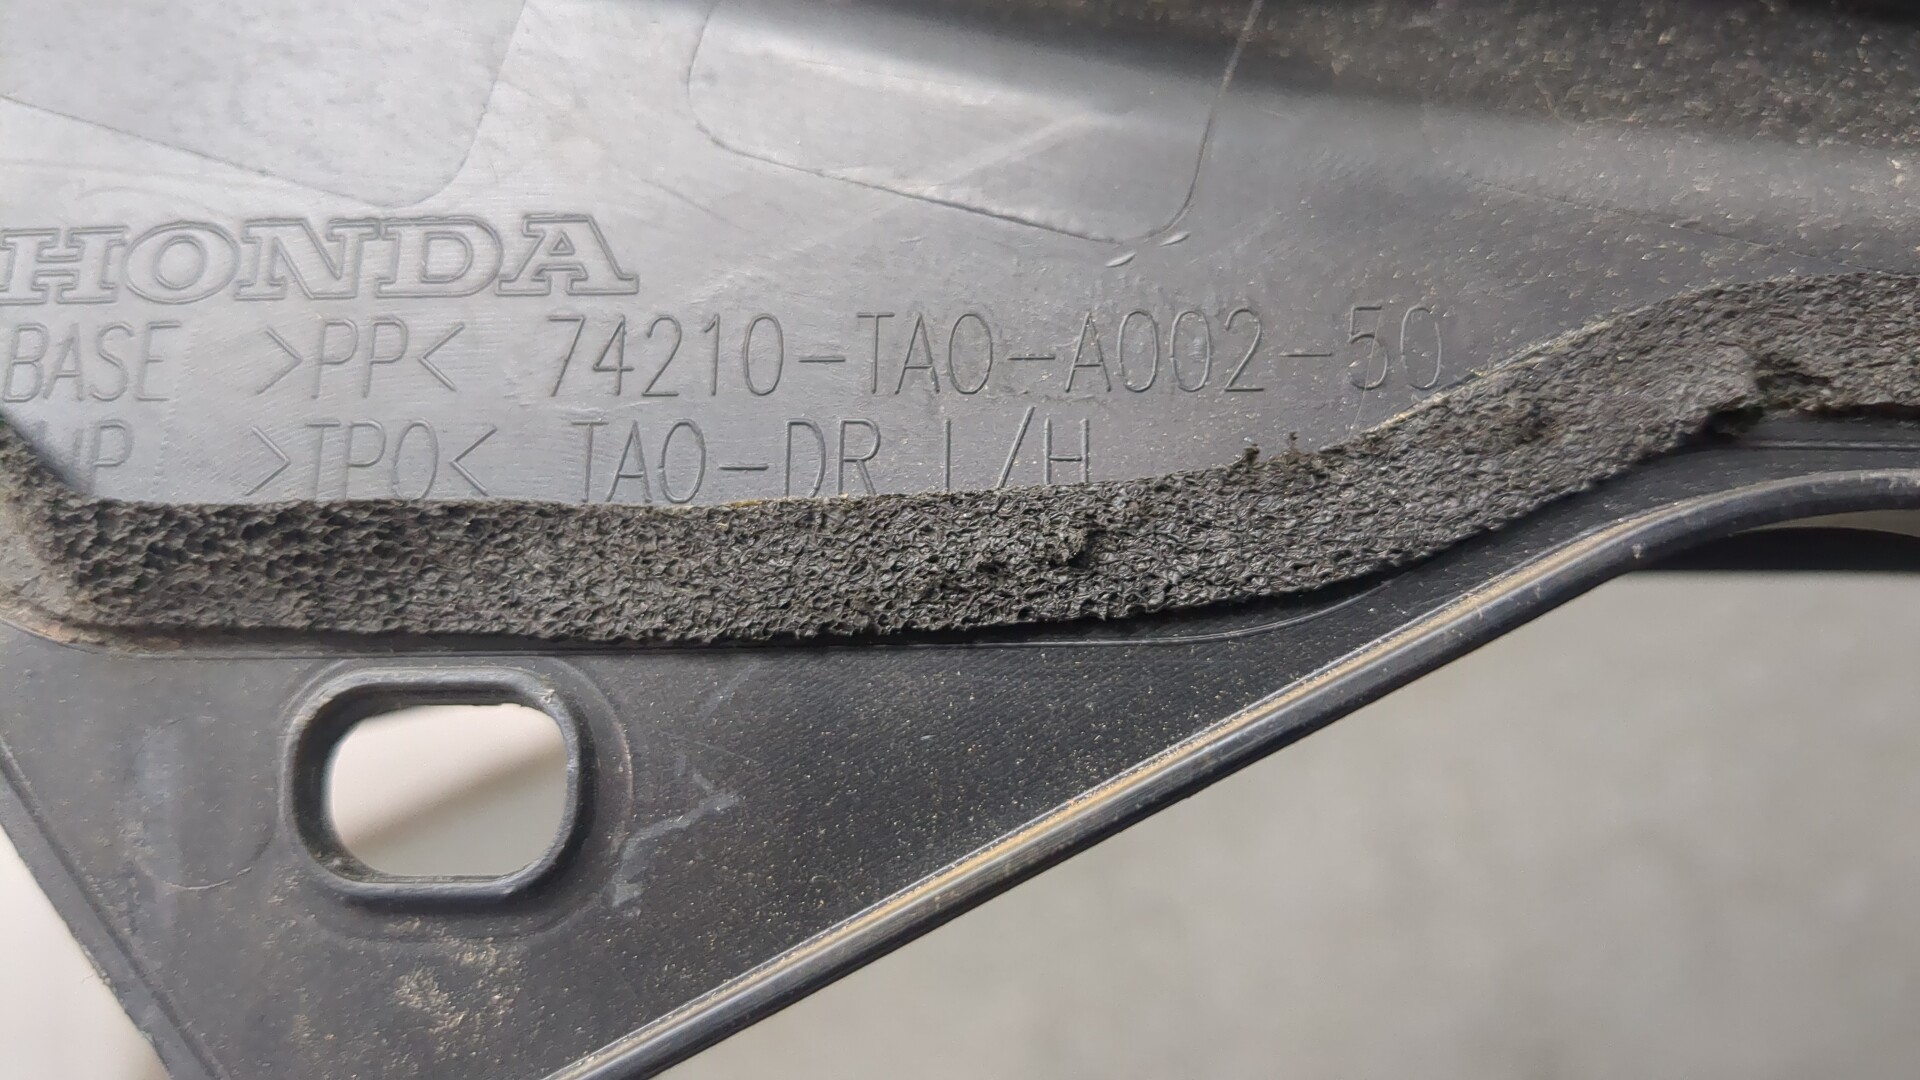 HONDA
BASE >PP< 74210-TA0-A002-50
>TPO< TA0-DR L/H